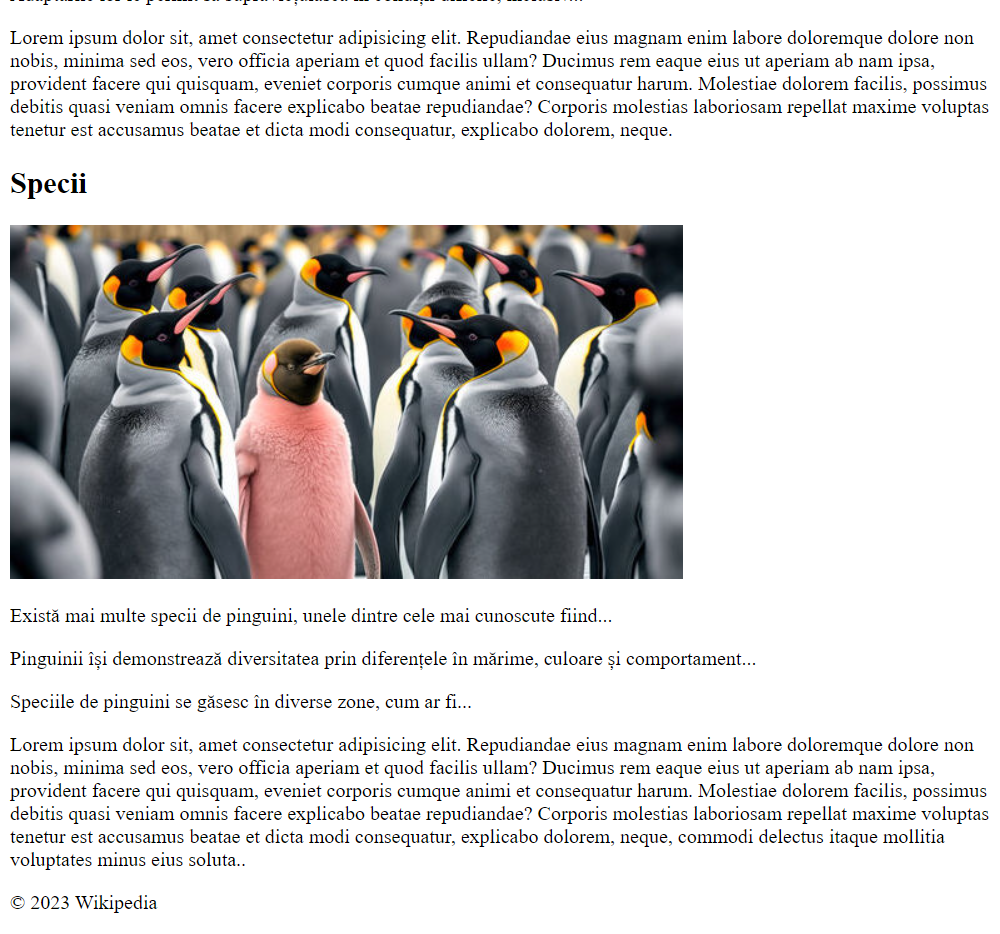 Lorem ipsum dolor sit, amet consectetur adipisicing elit. Repudiandae eius magnam enim labore doloremque dolore non
nobis, minima sed eos, vero officia aperiam et quod facilis ullam? Ducimus rem eaque eius ut aperiam ab nam ipsa,
provident facere qui quisquam, eveniet corporis cumque animi et consequatur harum. Molestiae dolorem facilis, possimus
debitis quasi veniam omnis facere explicabo beatae repudiandae? Corporis molestias laboriosam repellat maxime voluptas
tenetur est accusamus beatae et dicta modi consequatur, explicabo dolorem, neque.
Specii
Există mai multe specii de pinguini, unele dintre cele mai cunoscute fiind...
Pinguinii își demonstrează diversitatea prin diferențele în mărime, culoare și comportament...
Speciile de pinguini se găsesc în diverse zone, cum ar fi...
Lorem ipsum dolor sit, amet consectetur adipisicing elit. Repudiandae eius magnam enim labore doloremque dolore non
nobis, minima sed eos, vero officia aperiam et quod facilis ullam? Ducimus rem eaque eius ut aperiam ab nam ipsa,
provident facere qui quisquam, eveniet corporis cumque animi et consequatur harum. Molestiae dolorem facilis, possimus
debitis quasi veniam omnis facere explicabo beatae repudiandae? Corporis molestias laboriosam repellat maxime voluptas
tenetur est accusamus beatae et dicta modi consequatur, explicabo dolorem, neque, commodi delectus itaque mollitia
voluptates minus eius soluta..
© 2023 Wikipedia